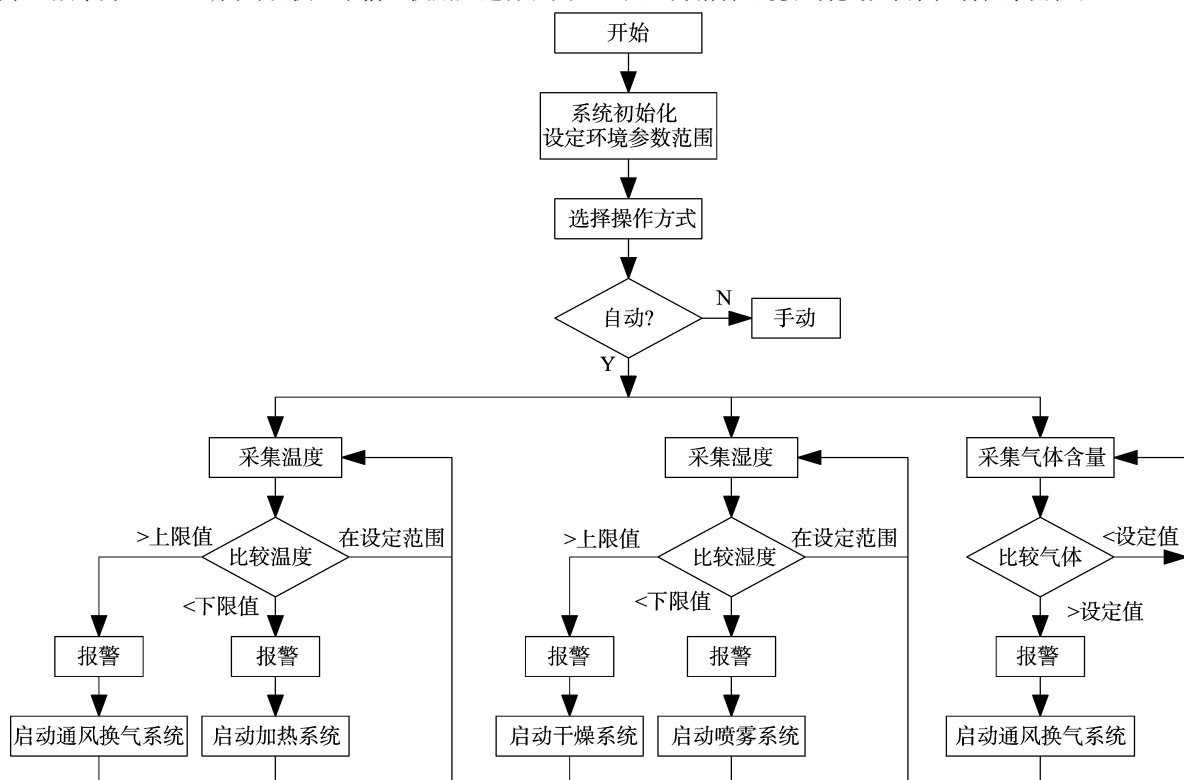 开始
系统初始化
设定环境参数范围
选择操作方式
自动?
N
手动
Y
采集温度
采集湿度
采集气体含量
>上限值
比较温度
在设定范围
<下限值
>上限值
比较湿度
在设定范围
<下限值
比较气体
<设定值
>设定值
报警
报警
报警
报警
报警
启动通风换气系统
启动加热系统
启动干燥系统
启动喷雾系统
启动通风换气系统